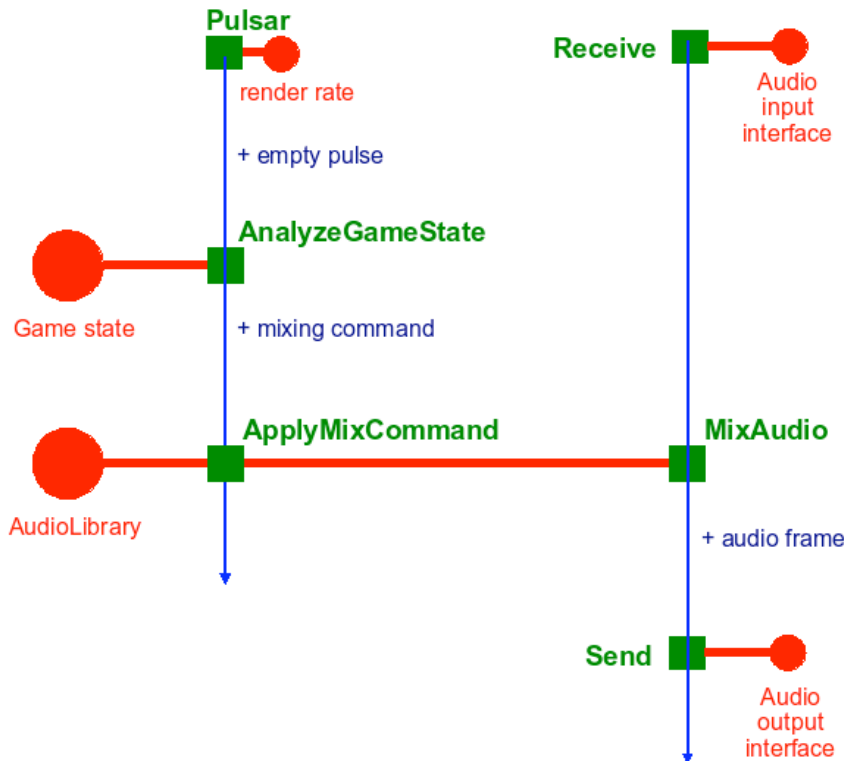 Pulsar
Receive
render rate
Audio
input
interface
+ empty pulse
AnalyzeGameState
Game state
+ mixing command
ApplyMixCommand
MixAudio
AudioLibrary
+ audio frame
Send
Audio
output
interface